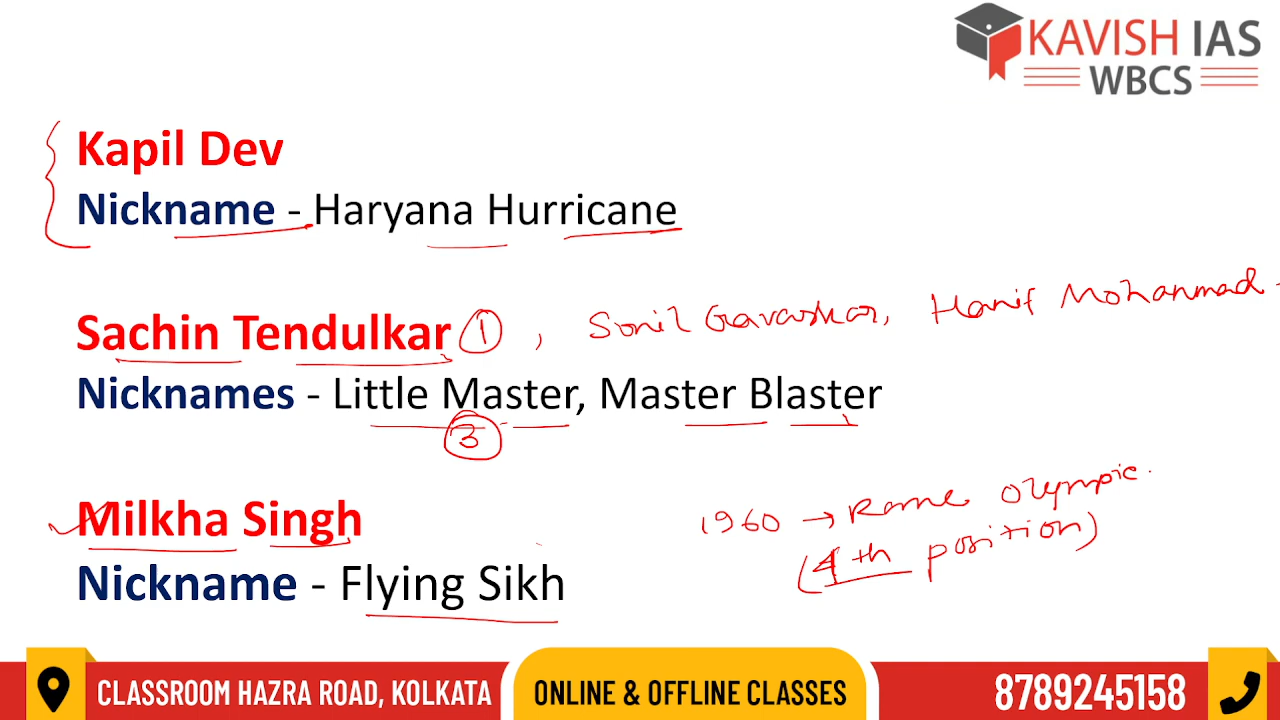 KAVISH IAS
WBCS
Kapil Dev
Nickname - Haryana Hurricane
Sachin Tendulkar ① , Sunil Gavaskar, Hanif Mohammad
Nicknames - Little Master, Master Blaster
③
Milkha Singh
1960 → Rome Olympic.
(4th position)
Nickname - Flying Sikh
CLASSROOM HAZRA ROAD, KOLKATA
ONLINE & OFFLINE CLASSES
8789245158